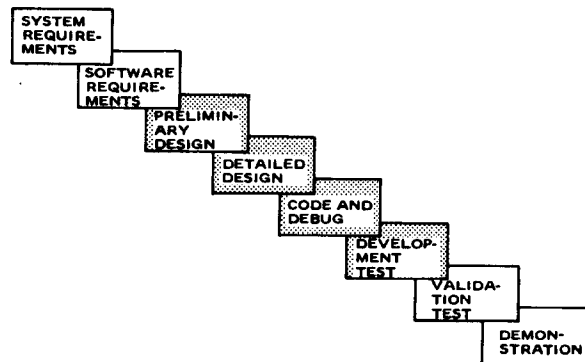 SYSTEM
REQUIRE-
MENTS
SOFTWARE
REQUIRE-
MENTS
PRELIMIN-
ARY
DESIGN
DETAILED
DESIGN
CODE AND
DEBUG
DEVELOP-
MENT
TEST
VALIDA-
TION
TEST
DEMON-
STRATION